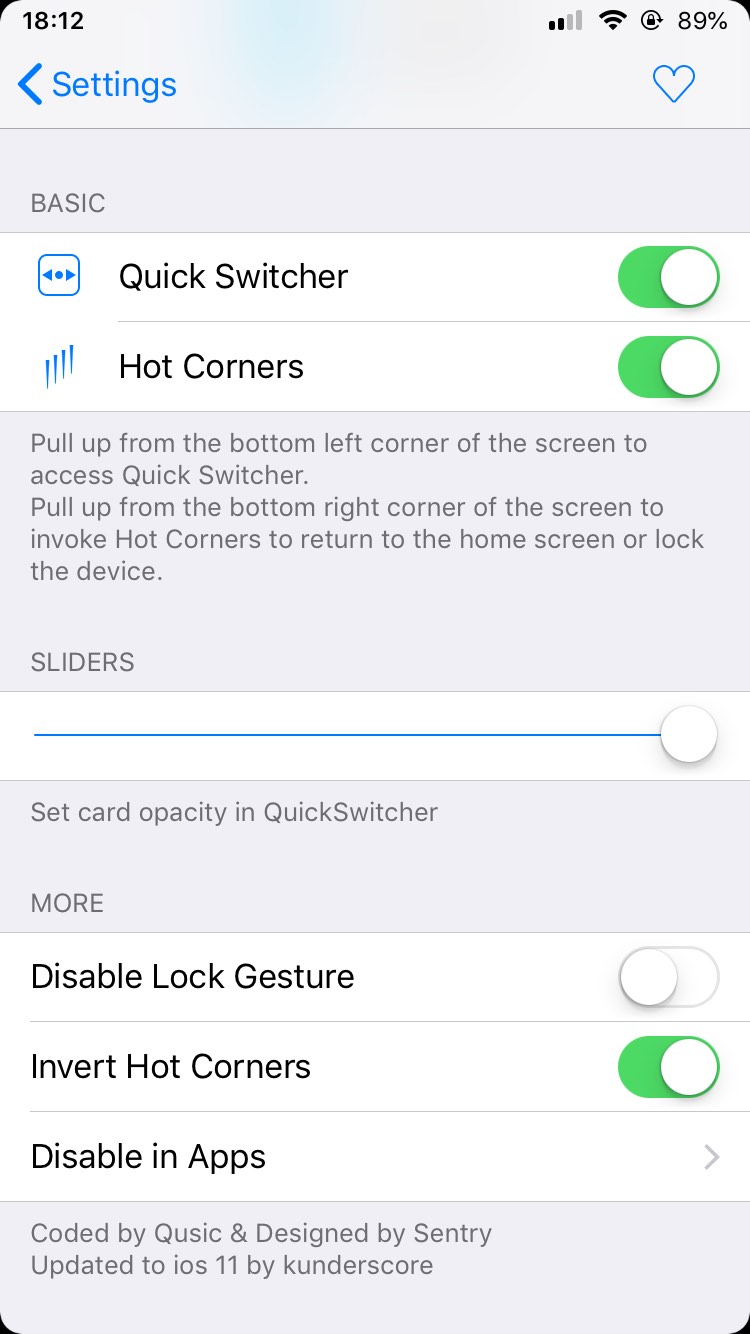 18:12 89%
Settings
BASIC
Quick Switcher
Hot Corners
Pull up from the bottom left corner of the screen to
access Quick Switcher.
Pull up from the bottom right corner of the screen to
invoke Hot Corners to return to the home screen or lock
the device.
SLIDERS
Set card opacity in QuickSwitcher
MORE
Disable Lock Gesture
Invert Hot Corners
Disable in Apps
Coded by Qusic & Designed by Sentry
Updated to ios 11 by kunderscore